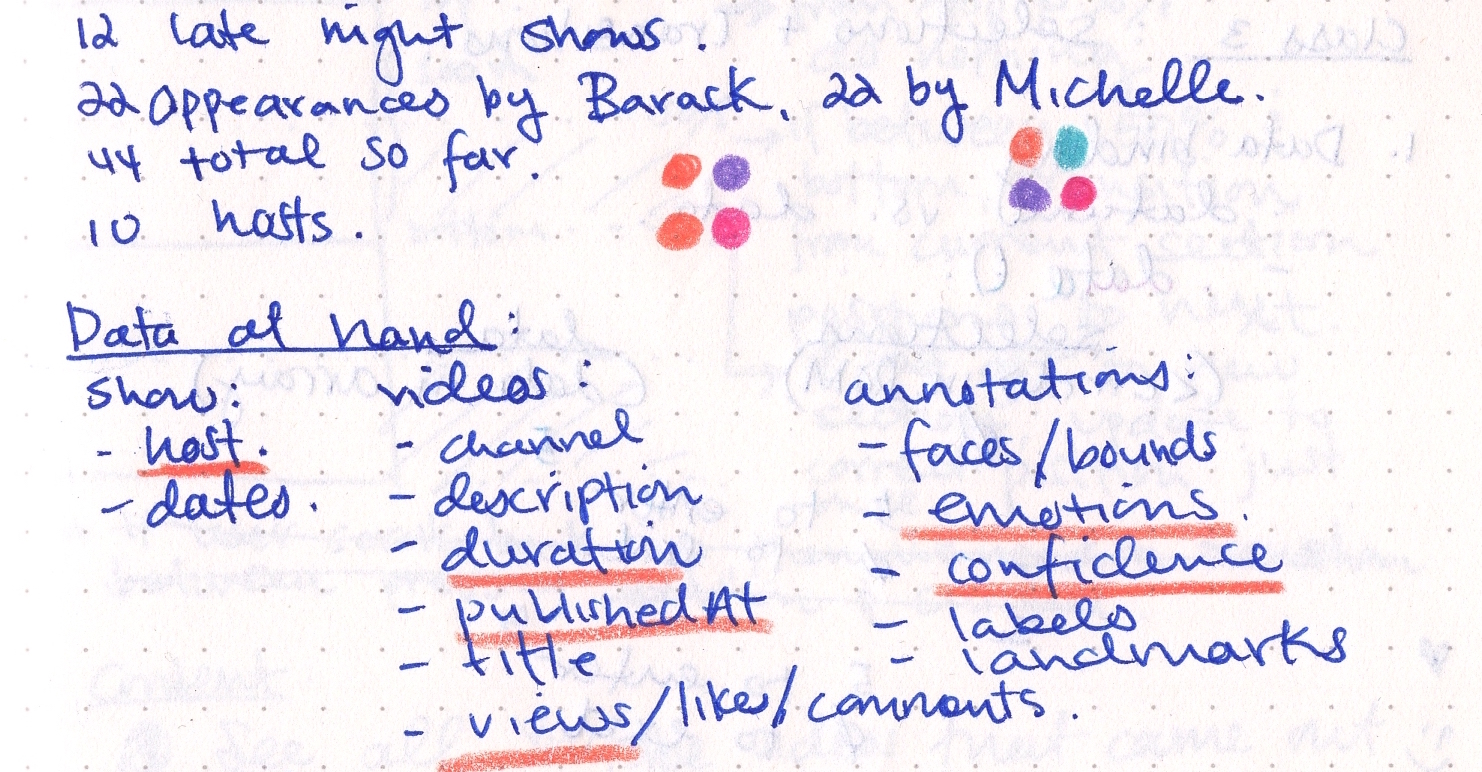 12 late night shows.
22 appearances by Barack, 22 by Michelle.
44 total so far.
10 hosts.
Data at hand:
show:
- host.
- dates.
videos:
- channel
- description
- duration
- publishedAt
- title
- views/likes/comments.
annotations:
- faces/bounds
- emotions.
- confidence
- labels
- landmarks